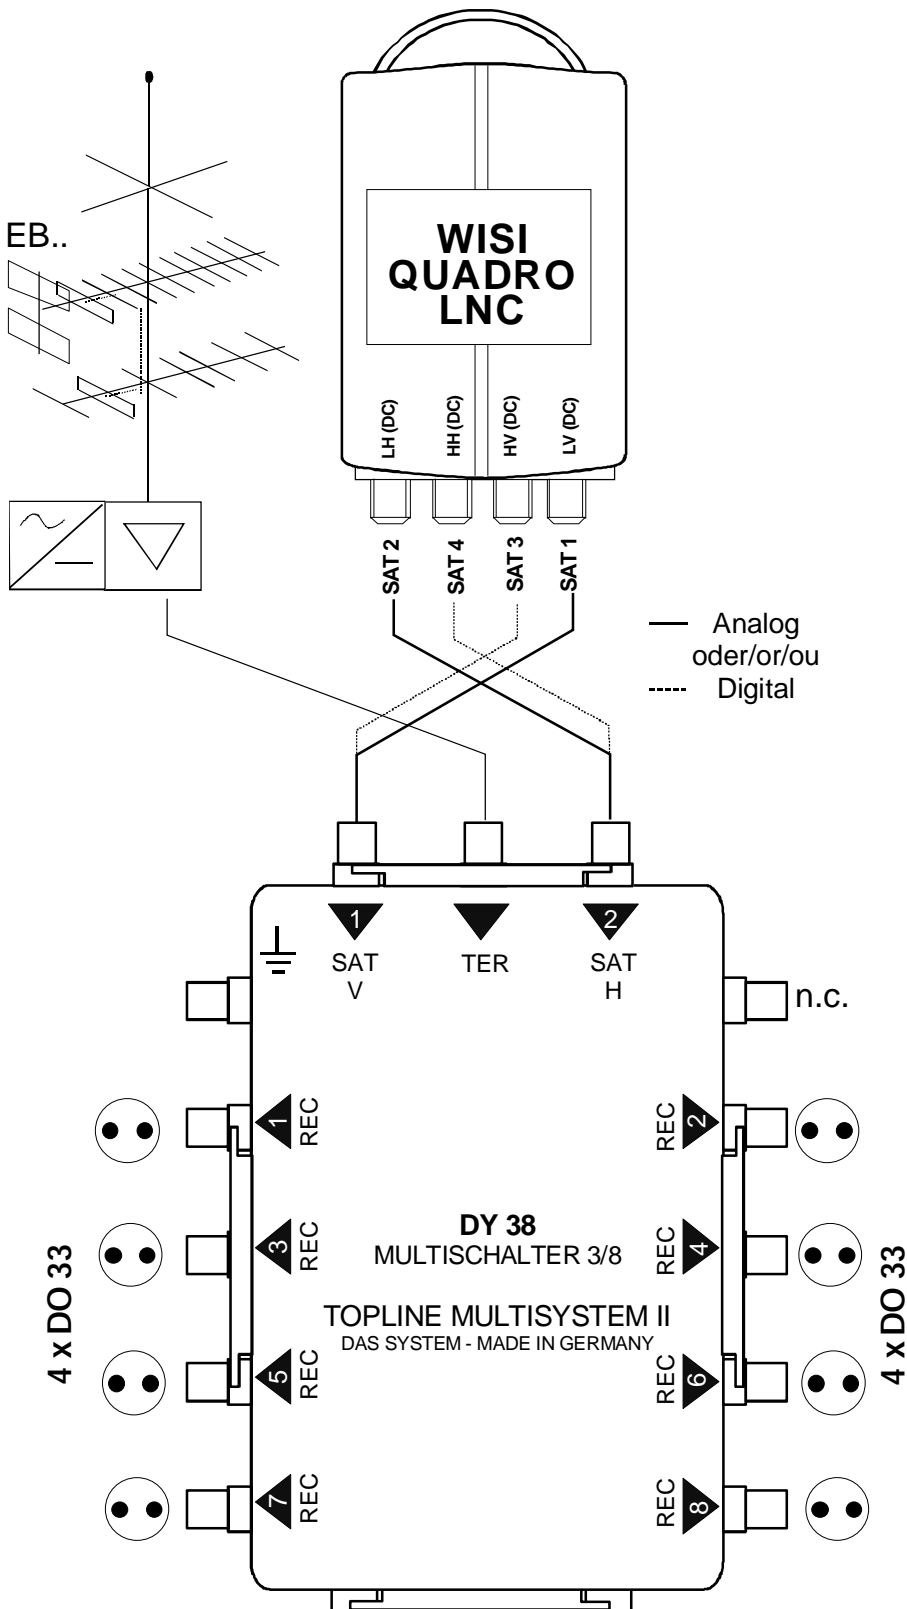 EB..
WISI
QUADRO
LNC
LH (DC)
HH (DC)
HV (DC)
LV (DC)
SAT 2
SAT 4
SAT 3
SAT 1
Analog
oder/or/ou
Digital
1
2
SAT
V
TER
SAT
H
n.c.
1
REC
REC
2
3
REC
REC
4
DY 38
MULTISCHALTER 3/8
4 x DO 33
4 x DO 33
TOPLINE MULTISYSTEM II
DAS SYSTEM - MADE IN GERMANY
5
REC
REC
6
7
REC
REC
8